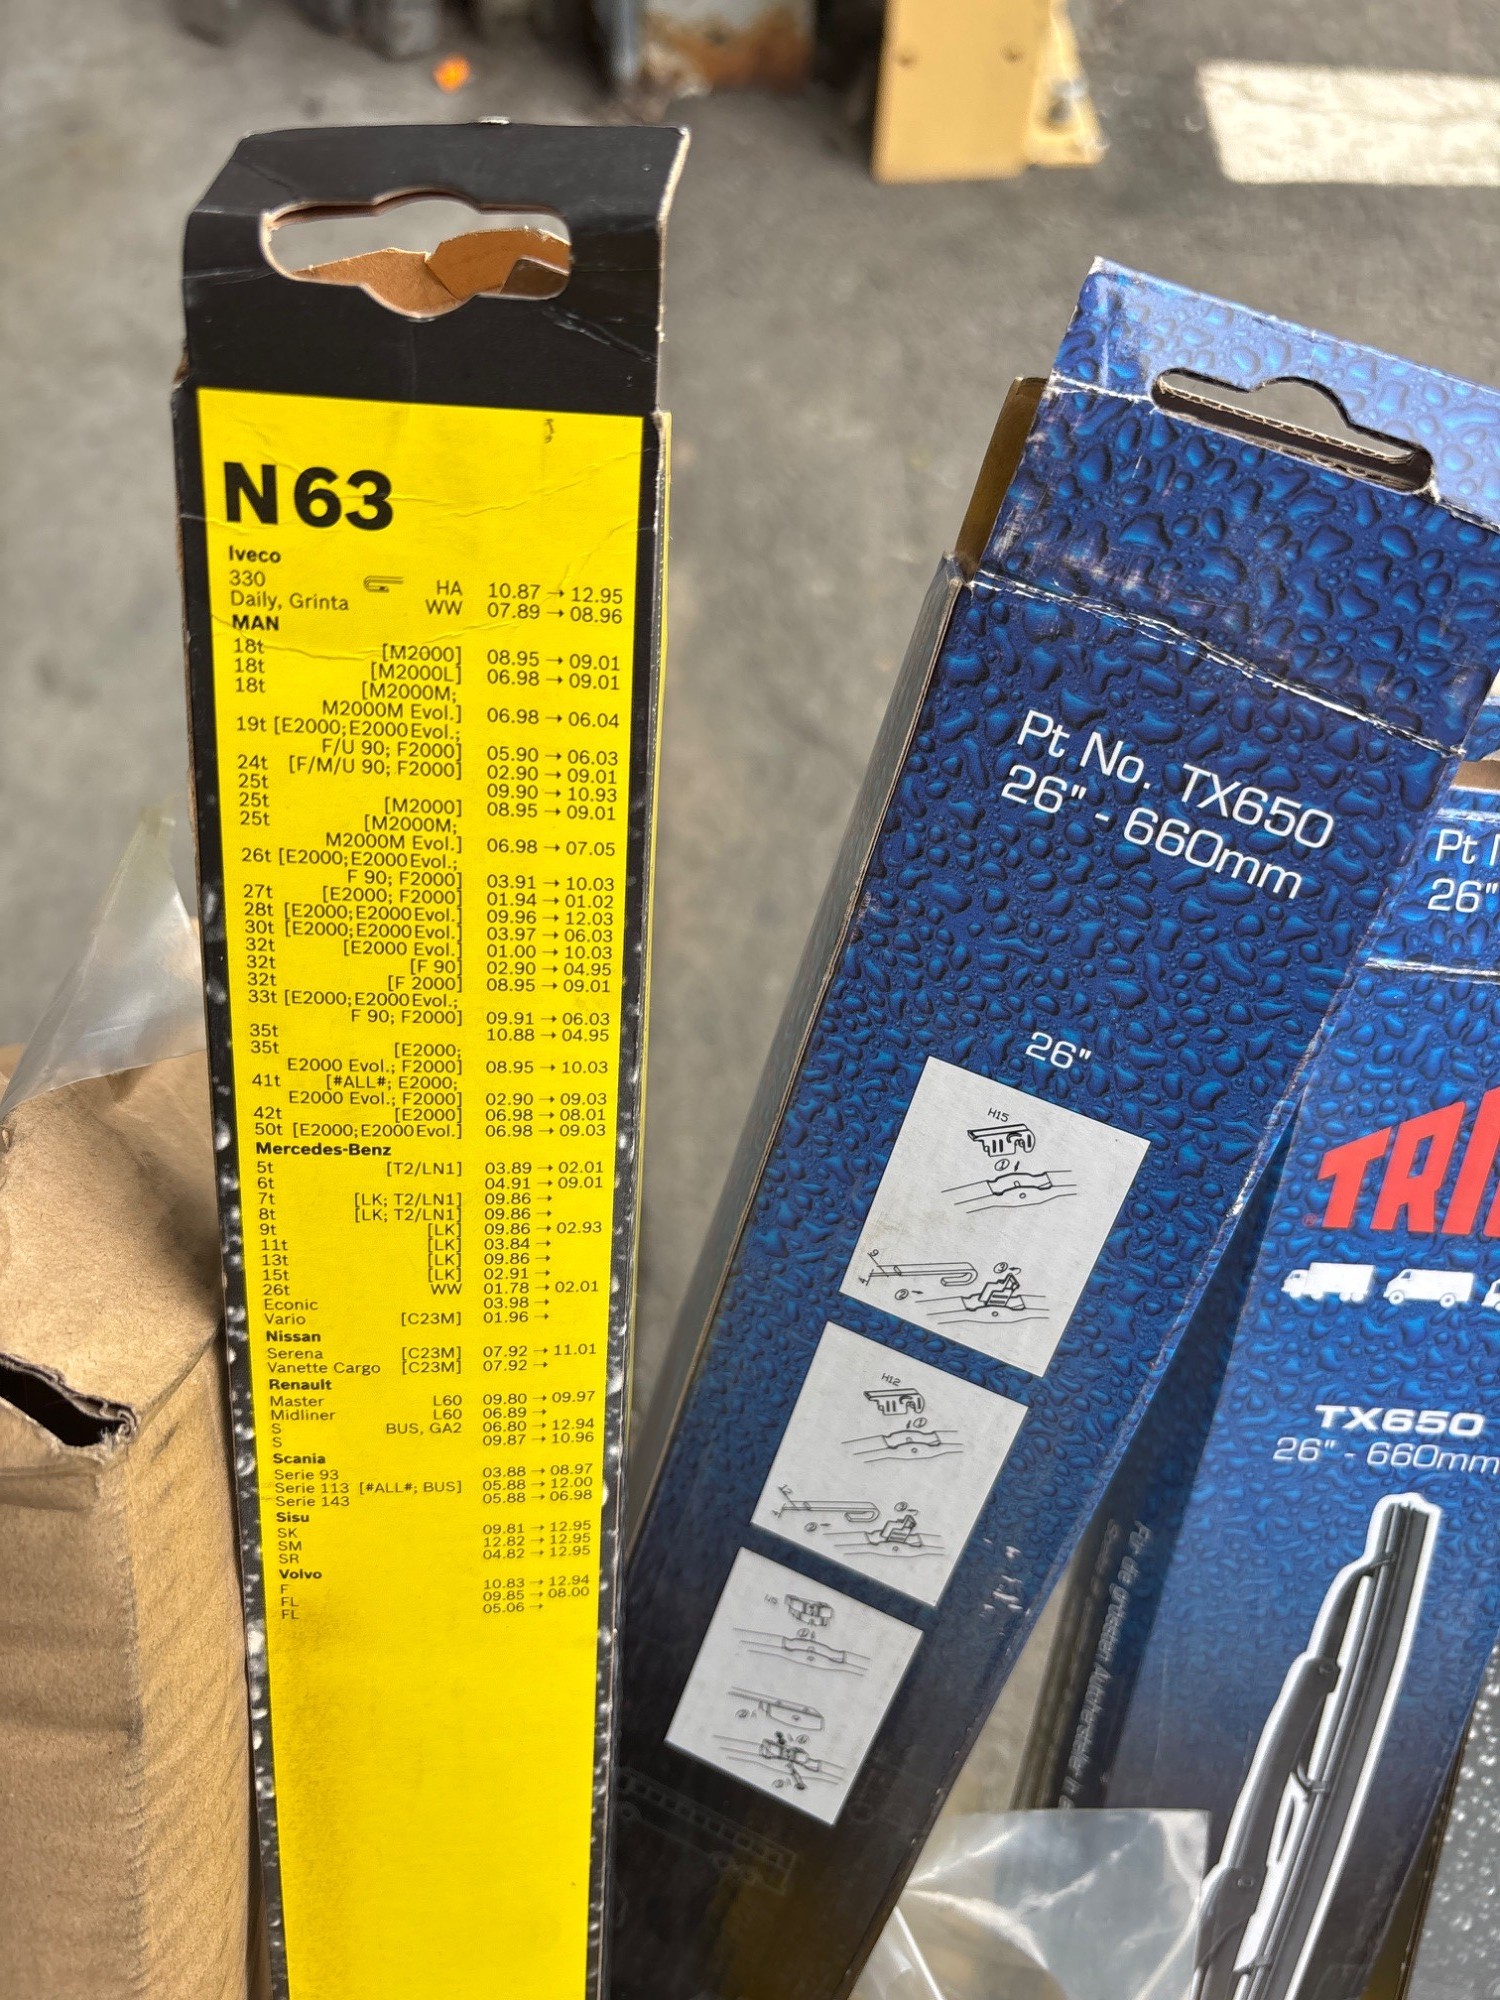 N63
Iveco
330 HA 10.87 → 12.95
Daily, Grinta WW 07.89 → 08.96
MAN
18t [M2000] 08.95 → 09.01
18t [M2000L] 06.98 → 09.01
18t [M2000M;
M2000M Evol.] 06.98 → 06.04
19t [E2000;E2000 Evol.;
F/U 90; F2000] 05.90 → 06.03
24t [F/M/U 90; F2000] 02.90 → 09.01
25t 09.90 → 10.93
25t [M2000] 08.95 → 09.01
25t [M2000M;
M2000M Evol.] 06.98 → 07.05
26t [E2000;E2000 Evol.;
F 90; F2000] 03.91 → 10.03
27t [E2000; F2000] 01.94 → 01.02
28t [E2000;E2000 Evol.] 09.96 → 12.03
30t [E2000;E2000 Evol.] 03.97 → 06.03
32t [E2000 Evol.] 01.00 → 10.03
32t [F 90] 02.90 → 04.95
32t [F 2000] 08.95 → 09.01
33t [E2000;E2000 Evol.;
F 90; F2000] 09.91 → 06.03
35t 10.88 → 04.95
35t [E2000;
E2000 Evol.; F2000] 08.95 → 10.03
41t [#ALL#; E2000;
E2000 Evol.; F2000] 02.90 → 09.03
42t [E2000] 06.98 → 08.01
50t [E2000;E2000 Evol.] 06.98 → 09.03
Mercedes-Benz
5t [T2/LN1] 03.89 → 02.01
6t 04.91 → 09.01
7t [LK; T2/LN1] 09.86 →
8t [LK; T2/LN1] 09.86 →
9t [LK] 09.86 → 02.93
11t [LK] 03.84 →
13t [LK] 09.86 →
15t [LK] 02.91 →
26t WW 01.78 → 02.01
Econic 03.98 →
Vario [C23M] 01.96 →
Nissan
Serena [C23M] 07.92 → 11.01
Vanette Cargo [C23M] 07.92 →
Renault
Master L60 09.80 → 09.97
Midliner L60 06.89 →
S BUS, GA2 06.80 → 12.94
S 09.87 → 10.96
Scania
Serie 93 03.88 → 08.97
Serie 113 [#ALL#; BUS] 05.88 → 12.00
Serie 143 05.88 → 06.98
Sisu
SK 09.81 → 12.95
SM 12.82 → 12.95
SR 04.82 → 12.95
Volvo
F 10.83 → 12.94
FL 09.85 → 08.00
FL 05.06 →
Pt No. TX650
26" - 660mm
26"
H15
1
9
4
3
2
H12
1
12
4
3
2
Pt
26"
TRI
TX650
26" - 660mm
Für die grössten Autohersteller